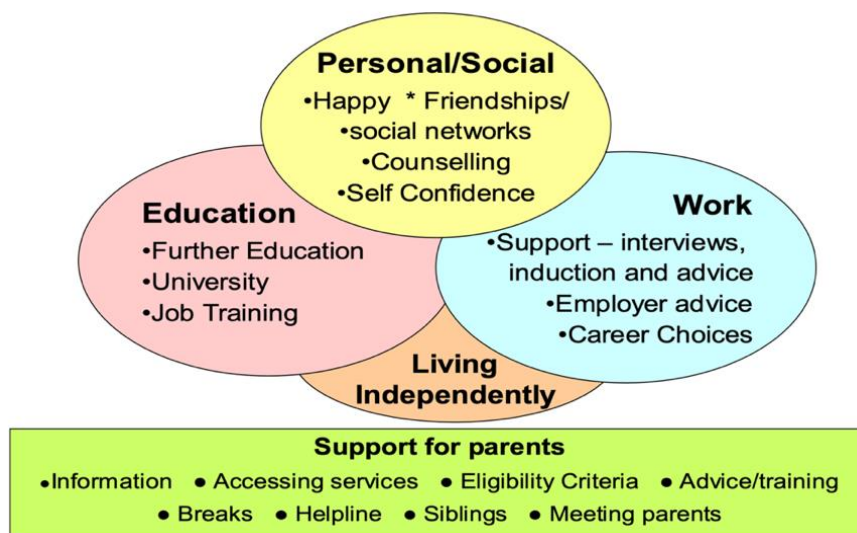 Personal/Social
•Happy * Friendships/
•social networks
•Counselling
•Self Confidence
Education
•Further Education
•University
•Job Training
Work
•Support – interviews,
induction and advice
•Employer advice
•Career Choices
Living
Independently
Support for parents
•Information ● Accessing services ● Eligibility Criteria ● Advice/training
● Breaks ● Helpline ● Siblings ● Meeting parents